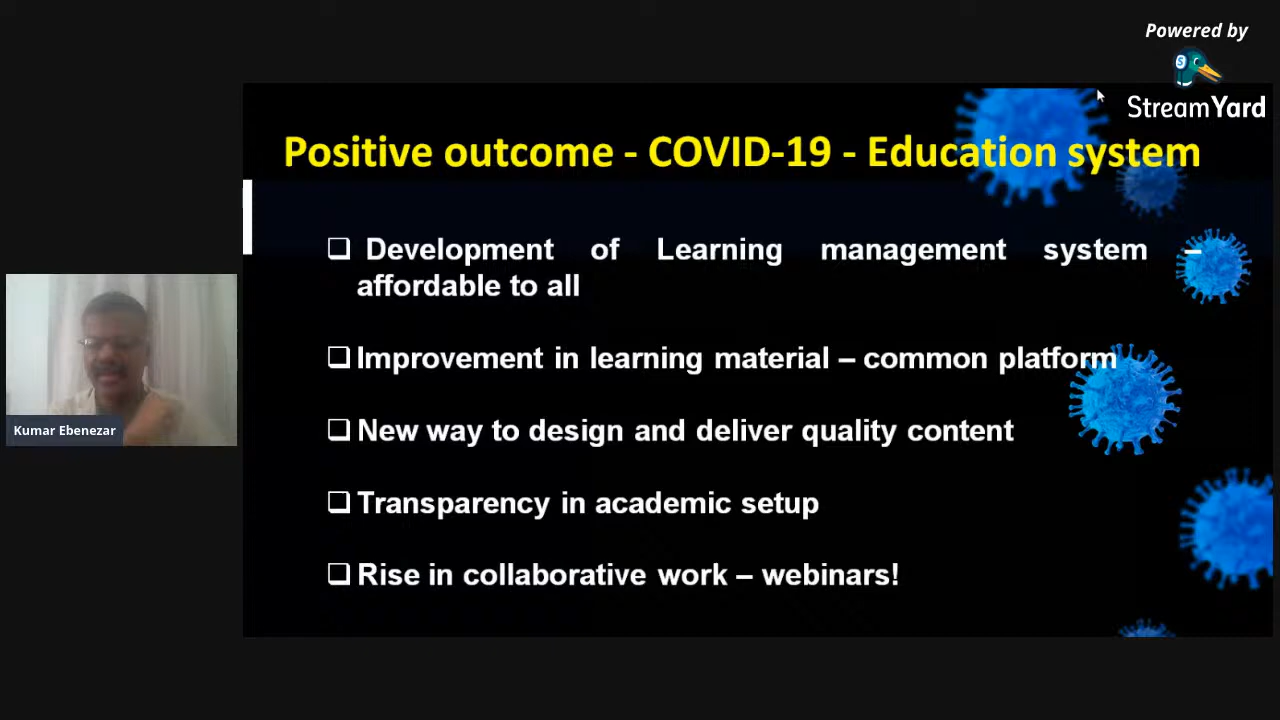 Powered by
StreamYard
Positive outcome - COVID-19 - Education system
❑ Development of Learning management system –
affordable to all
❑ Improvement in learning material – common platform
❑ New way to design and deliver quality content
❑ Transparency in academic setup
❑ Rise in collaborative work – webinars!
Kumar Ebenezar